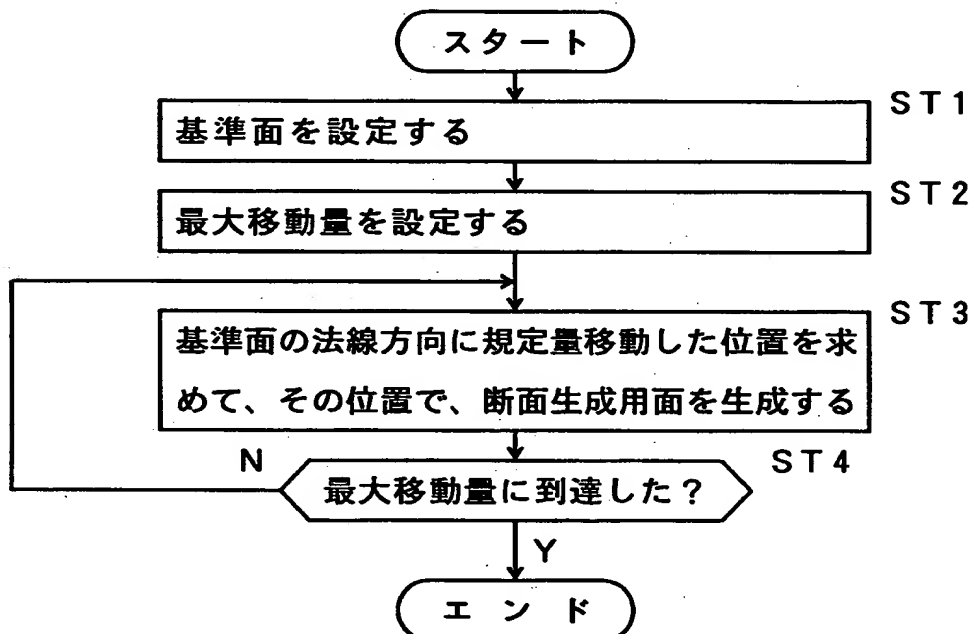 スタート
ST1
基準面を設定する
ST2
最大移動量を設定する
ST3
基準面の法線方向に規定量移動した位置を求
めて、その位置で、断面生成用面を生成する
N
ST4
最大移動量に到達した？
Y
エンド